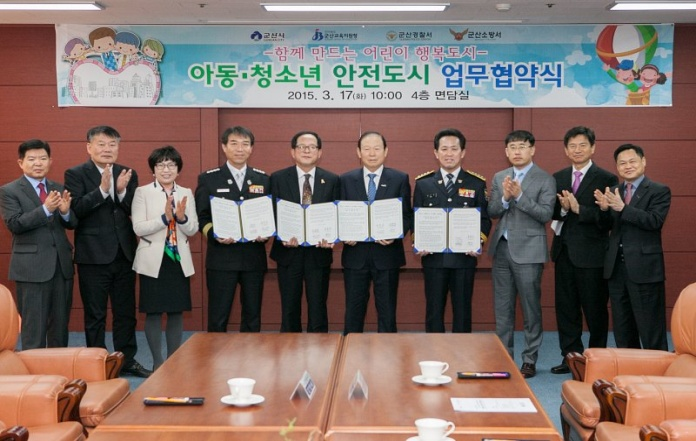 군산시 군산교육지원청 군산경찰서 군산소방서
-함께 만드는 어린이 행복도시-
아동·청소년 안전도시 업무협약식
2015. 3. 17(화) 10:00 4층 면담실